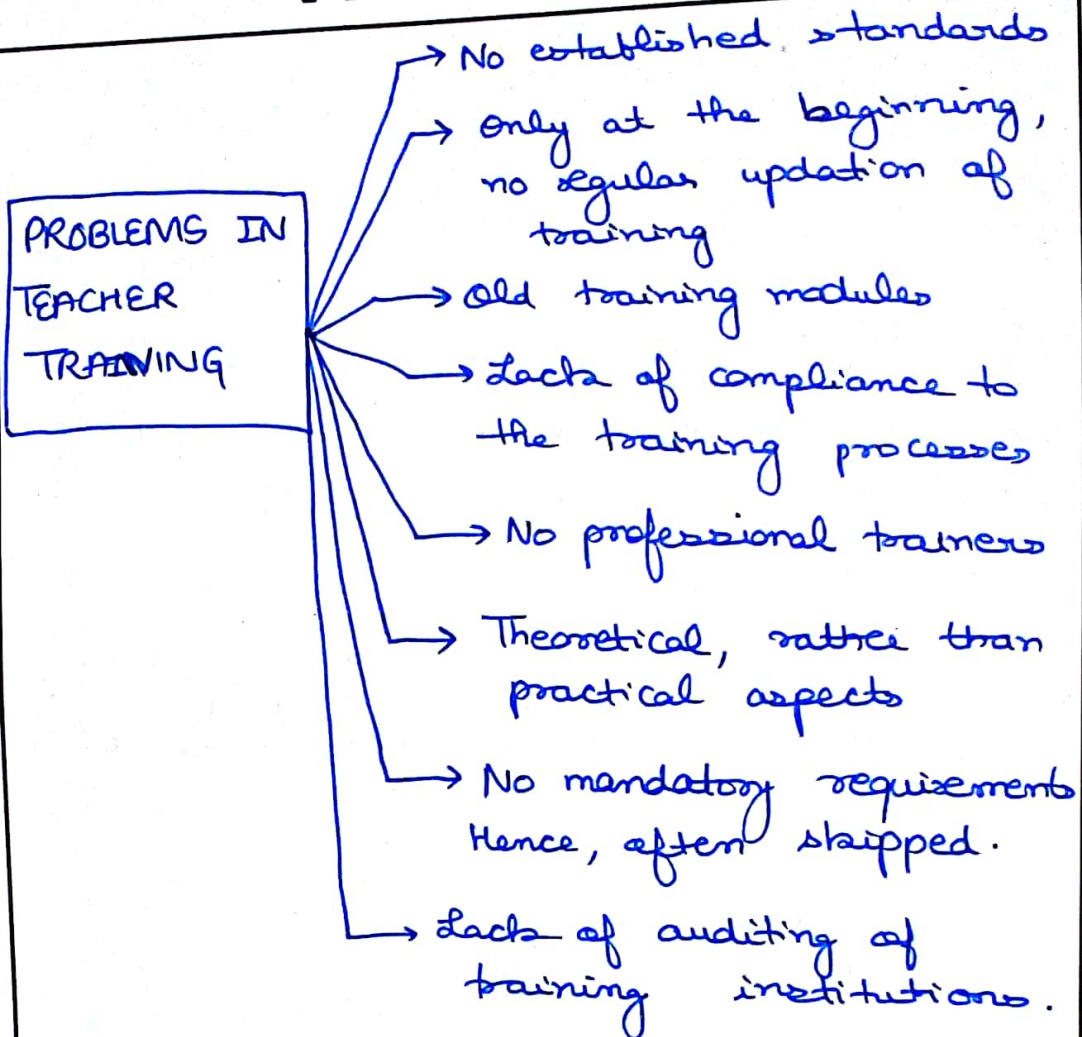 PROBLEMS IN
TEACHER
TRAINING
No established standards
Only at the beginning,
no regular updation of
training
Old training modules
Lack of compliance to
the training processes
No professional trainers
Theoretical, rather than
practical aspects
No mandatory requirements
Hence, often skipped.
Lack of auditing of
training institutions.